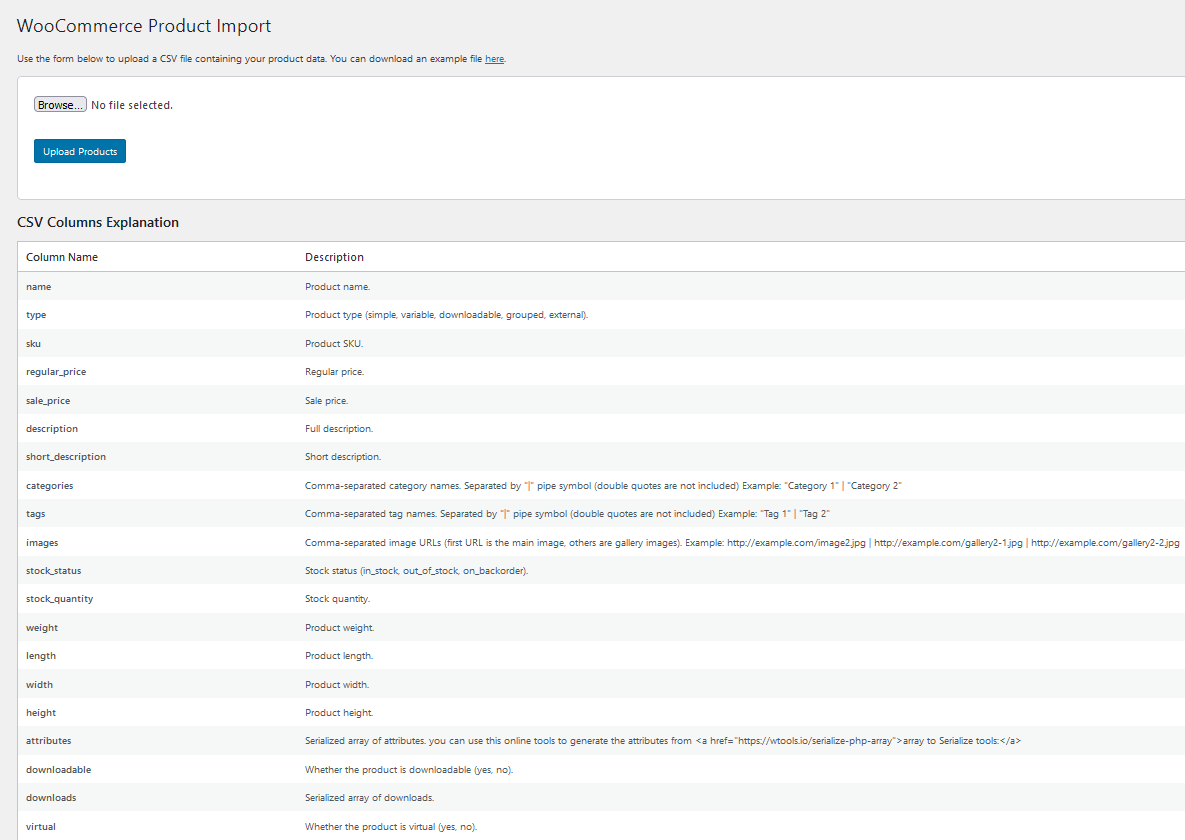 WooCommerce Product Import
Use the form below to upload a CSV file containing your product data. You can download an example file here.
Browse... No file selected.
Upload Products
CSV Columns Explanation
Column Name Description
name Product name.
type Product type (simple, variable, downloadable, grouped, external).
sku Product SKU.
regular_price Regular price.
sale_price Sale price.
description Full description.
short_description Short description.
categories Comma-separated category names. Separated by "|" pipe symbol (double quotes are not included) Example: "Category 1" | "Category 2"
tags Comma-separated tag names. Separated by "|" pipe symbol (double quotes are not included) Example: "Tag 1" | "Tag 2"
images Comma-separated image URLs (first URL is the main image, others are gallery images). Example: http://example.com/image2.jpg | http://example.com/gallery2-1.jpg | http://example.com/gallery2-2.jpg
stock_status Stock status (in_stock, out_of_stock, on_backorder).
stock_quantity Stock quantity.
weight Product weight.
length Product length.
width Product width.
height Product height.
attributes Serialized array of attributes. you can use this online tools to generate the attributes from <a href="https://wtools.io/serialize-php-array">array to Serialize tools:</a>
downloadable Whether the product is downloadable (yes, no).
downloads Serialized array of downloads.
virtual Whether the product is virtual (yes, no).